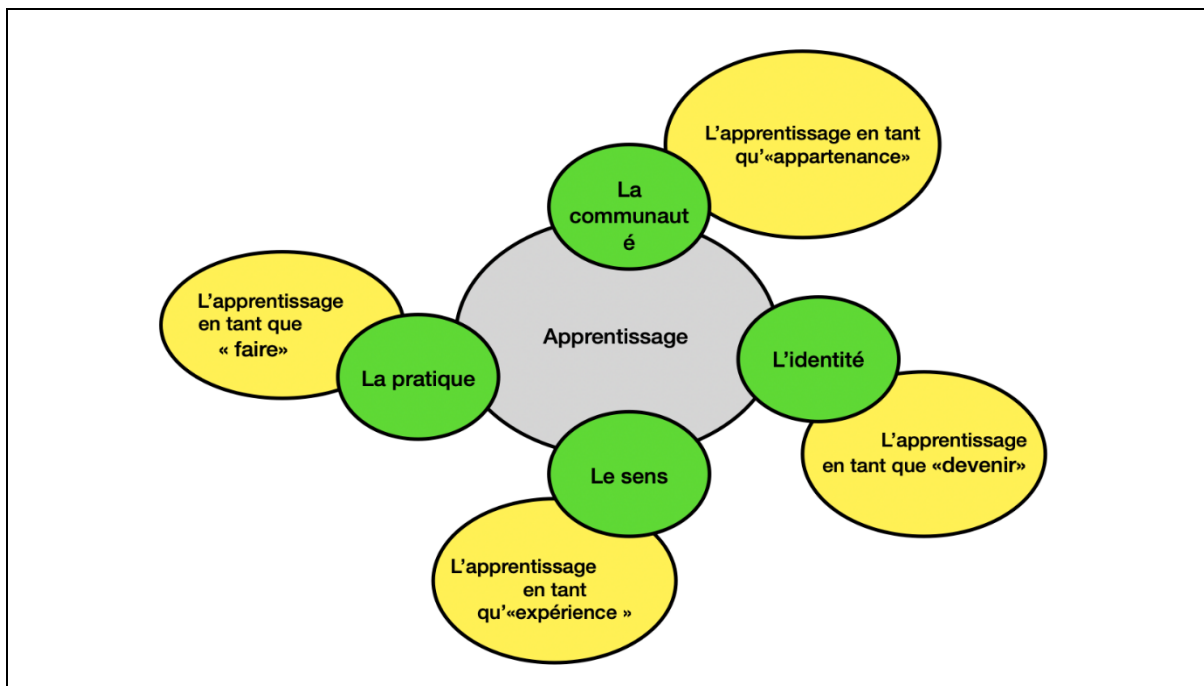 L’apprentissage en tant
qu’«appartenance»
La
communaut
é
L’apprentissage
en tant que
« faire»
Apprentissage
La pratique
L’identité
L’apprentissage
en tant que «devenir»
Le sens
L’apprentissage
en tant
qu’«expérience »